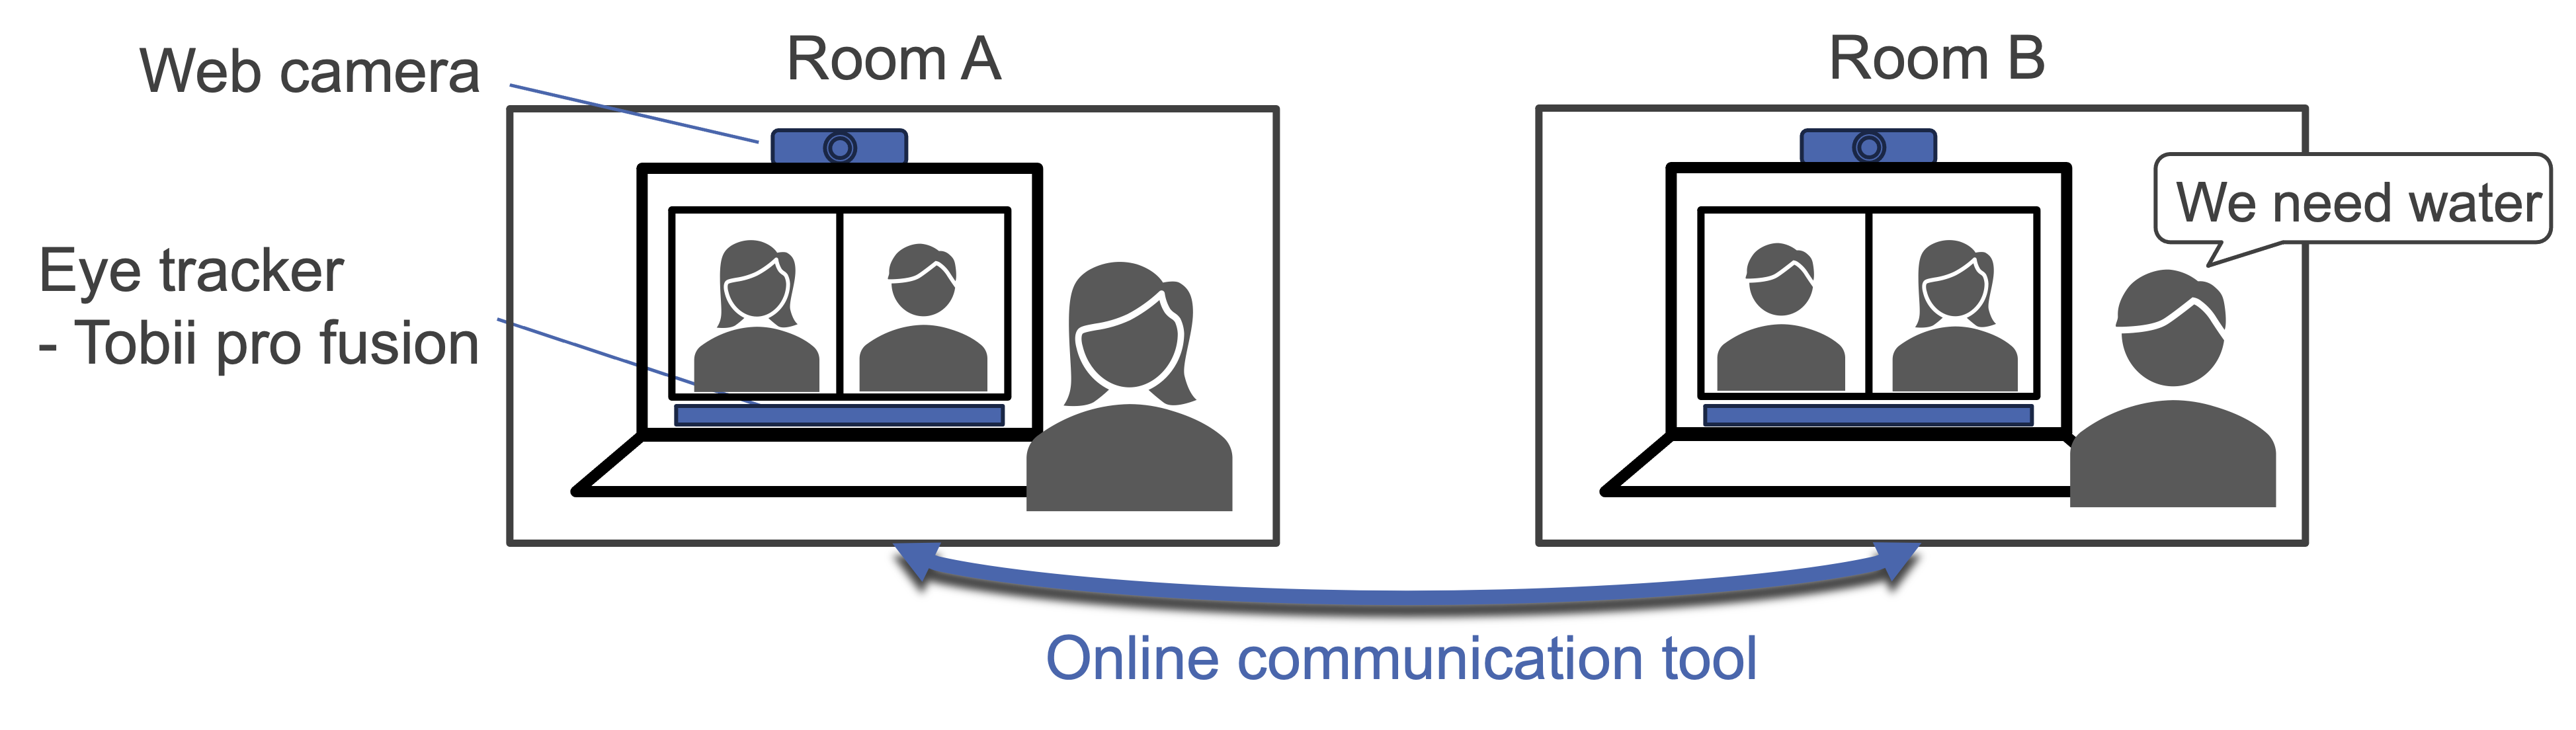 Room A
Room B
Web camera
We need water
Eye tracker
- Tobii pro fusion
Online communication tool